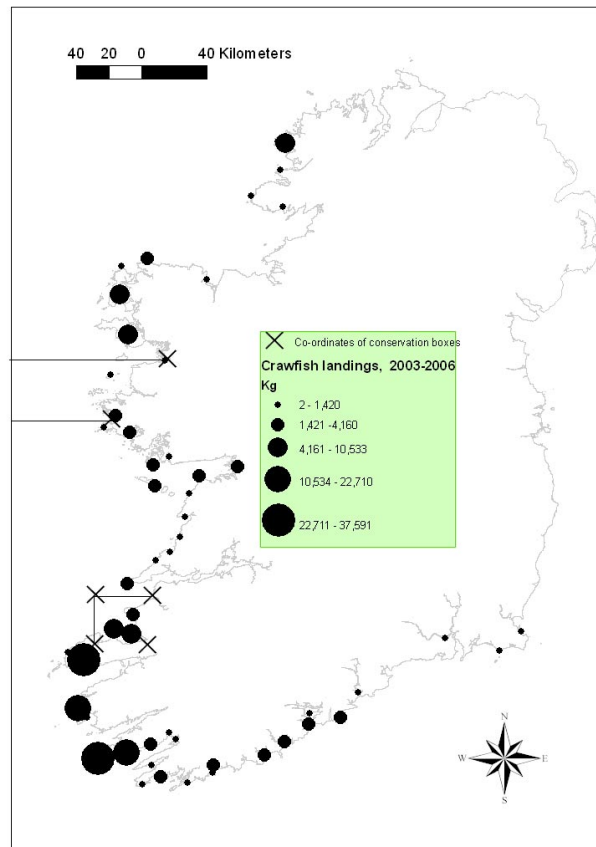 40 20 0 40 Kilometers
Co-ordinates of conservation boxes
Crawfish landings, 2003-2006
Kg
2 - 1,420
1,421 -4,160
4,161 - 10,533
10,534 - 22,710
22,711 - 37,591
N
W E
S